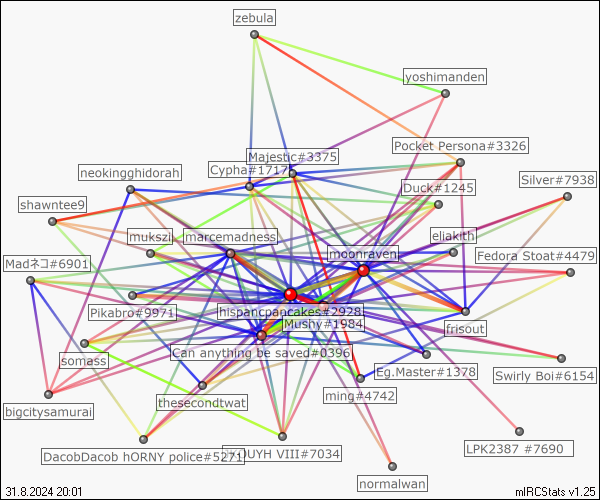 zebula
yoshimanden
Pocket Persona#3326
Majestic#3375
Cypha#1717
neokingghidorah
Silver#7938
Duck#1245
shawntee9
mukszi
marcemadness
eliakith
moonraven
Fedora Stoat#4479
Madネコ#6901
Pikabro#9971
hispancpancakes#2928
Mushy#1984
frisout
somass
Can anything be saved#0396
Eg.Master#1378
Swirly Boi#6154
bigcitysamurai
thesecondtwat
ming#4742
DacobDacob hORNY police#5271
OUYH VIII#7034
LPK2387 #7690
normalwan
31.8.2024 20:01
mIRCStats v1.25